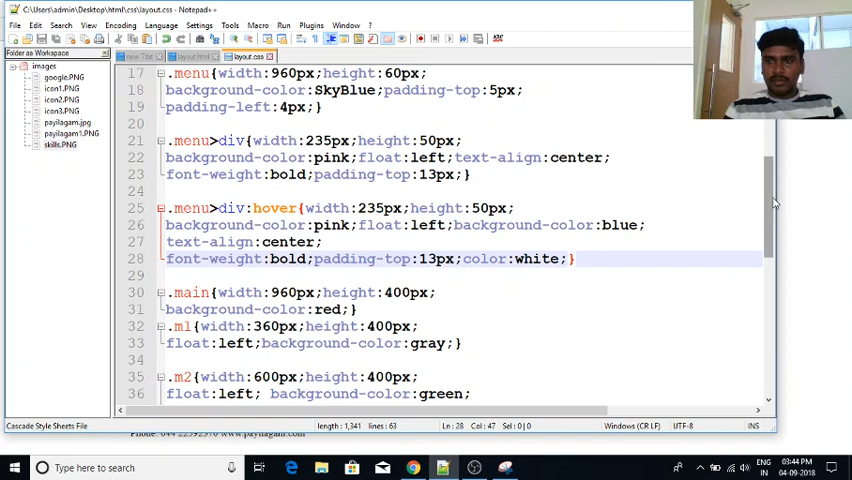 C:\Users\admin\Desktop\html\css\layout.css - Notepad++
File Edit Search View Encoding Language Settings Tools Macro Run Plugins Window ?
Folder as Workspace
new 7.txt layout.html layout.css
images
google.PNG
icon1.PNG
icon2.PNG
icon3.PNG
payilagam.jpg
payilagam1.PNG
skills.PNG
17 .menu{width:960px;height:60px;
18 background-color:SkyBlue;padding-top:5px;
19 padding-left:4px;}
20
21 .menu>div{width:235px;height:50px;
22 background-color:pink;float:left;text-align:center;
23 font-weight:bold;padding-top:13px;}
24
25 .menu>div:hover{width:235px;height:50px;
26 background-color:pink;float:left;background-color:blue;
27 text-align:center;
28 font-weight:bold;padding-top:13px;color:white;}
29
30 .main{width:960px;height:400px;
31 background-color:red;}
32 .m1{width:360px;height:400px;
33 float:left;background-color:gray;}
34
35 .m2{width:600px;height:400px;
36 float:left; background-color:green;
Cascade Style Sheets File length : 1,341 lines : 63 Ln : 28 Col : 47 Sel : 0 | 0 Windows (CR LF) UTF-8 INS
Type here to search
ENG
IN
03:44 PM
04-09-2018